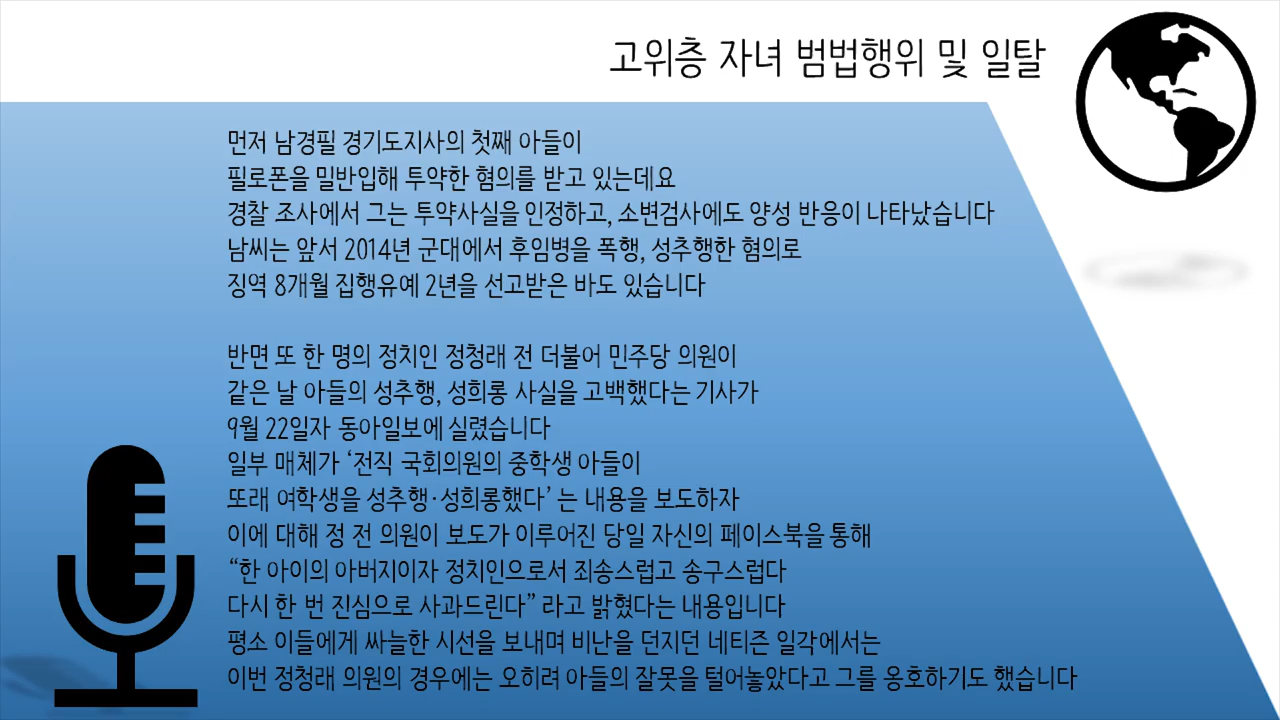 고위층 자녀 범법행위 및 일탈
먼저 남경필 경기도지사의 첫째 아들이
필로폰을 밀반입해 투약한 혐의를 받고 있는데요
경찰 조사에서 그는 투약사실을 인정하고, 소변검사에도 양성 반응이 나타났습니다
남씨는 앞서 2014년 군대에서 후임병을 폭행, 성추행한 혐의로
징역 8개월 집행유예 2년을 선고받은 바도 있습니다
반면 또 한 명의 정치인 정청래 전 더불어 민주당 의원이
같은 날 아들의 성추행, 성희롱 사실을 고백했다는 기사가
9월 22일자 동아일보에 실렸습니다
일부 매체가 ‘전직 국회의원의 중학생 아들이
또래 여학생을 성추행·성희롱했다’ 는 내용을 보도하자
이에 대해 정 전 의원이 보도가 이루어진 당일 자신의 페이스북을 통해
“한 아이의 아버지이자 정치인으로서 죄송스럽고 송구스럽다
다시 한 번 진심으로 사과드린다” 라고 밝혔다는 내용입니다
평소 이들에게 싸늘한 시선을 보내며 비난을 던지던 네티즌 일각에서는
이번 정청래 의원의 경우에는 오히려 아들의 잘못을 털어놓았다고 그를 옹호하기도 했습니다